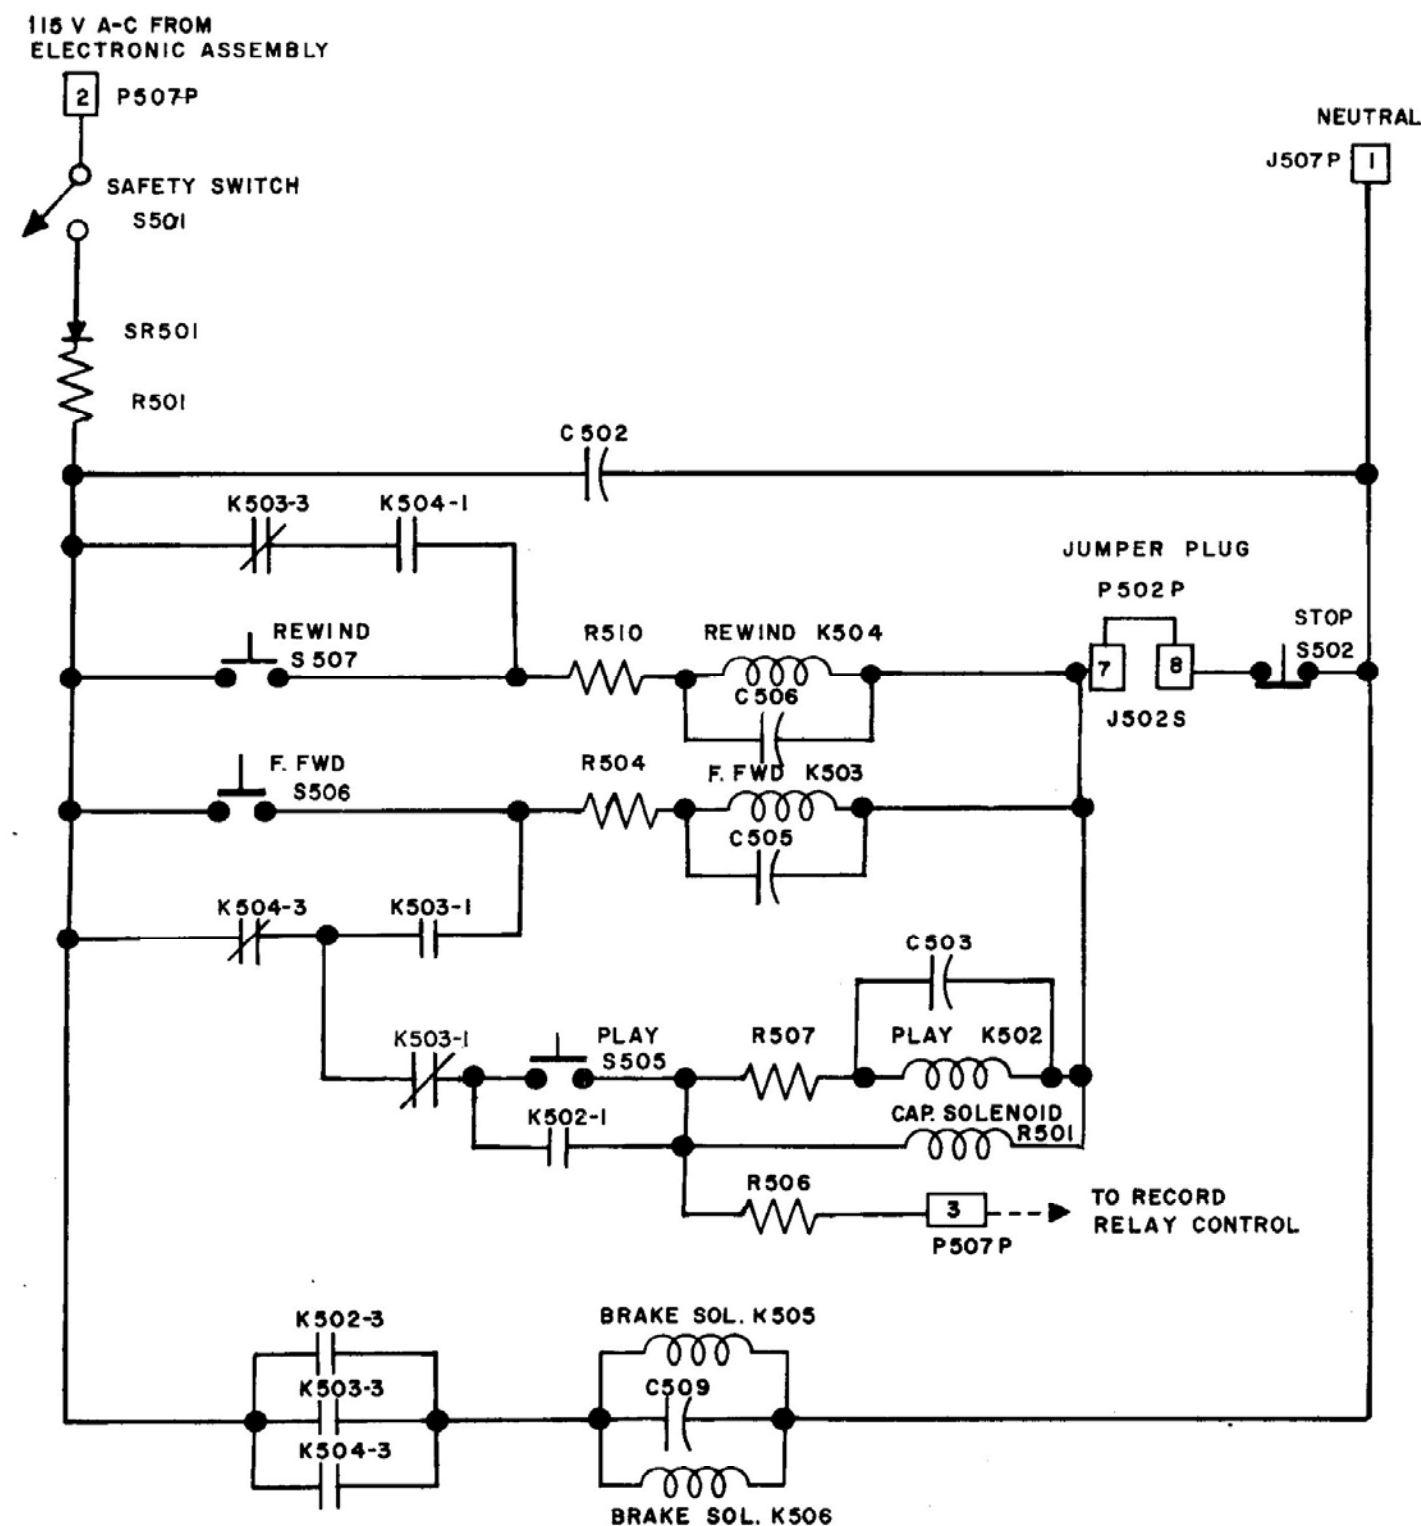 115 V A-C FROM
ELECTRONIC ASSEMBLY
2 P507P
NEUTRAL
J507P 1
SAFETY SWITCH
S501
SR501
R501
C502
K503-3 K504-1
JUMPER PLUG
P502P
REWIND
S507
R510
REWIND K504
STOP
S502
7 8
C506
J502S
F. FWD
S506
R504
F. FWD K503
C505
K504-3 K503-1
C503
K503-1
PLAY
S505
R507
PLAY K502
K502-1
CAP. SOLENOID
R501
R506
3
P507P
TO RECORD
RELAY CONTROL
K502-3
BRAKE SOL. K505
K503-3
C509
K504-3
BRAKE SOL. K506